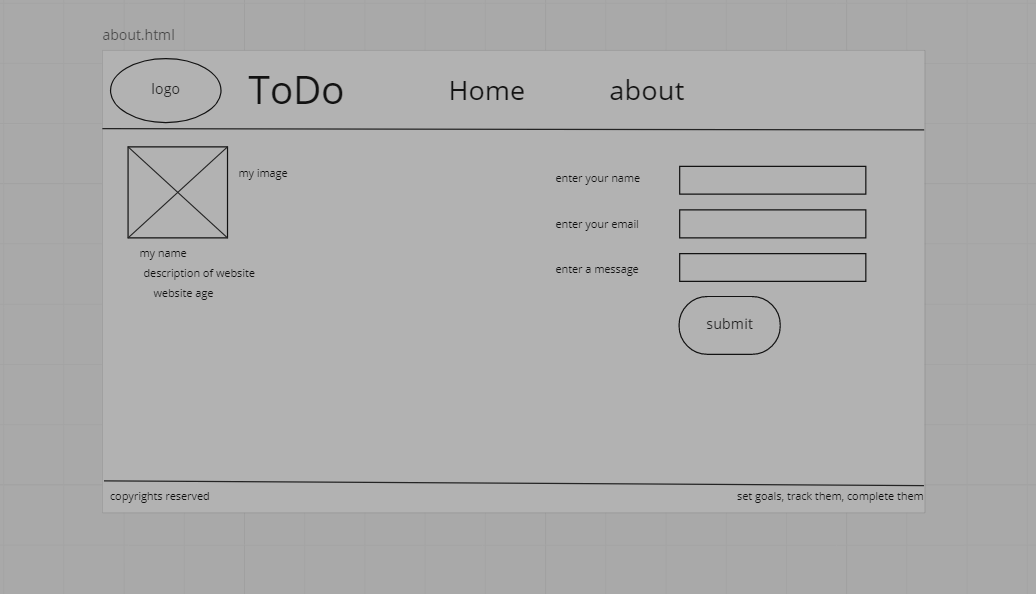 about.html
logo
ToDo
Home
about
my image
my name
description of website
website age
enter your name
enter your email
enter a message
submit
copyrights reserved
set goals, track them, complete them